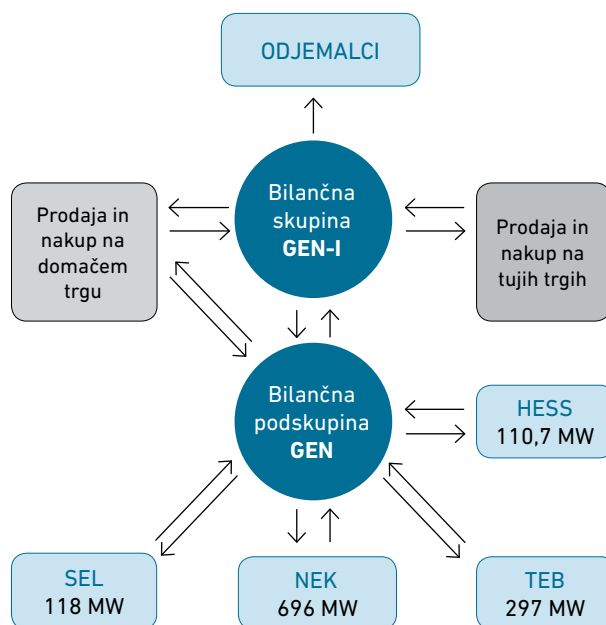 ODJEMALCI
Bilančna
skupina
GEN-I
Prodaja in
nakup na
domačem
trgu
Prodaja in
nakup na
tujih trgih
Bilančna
podskupina
GEN
HESS
110,7 MW
SEL
118 MW
NEK
696 MW
TEB
297 MW